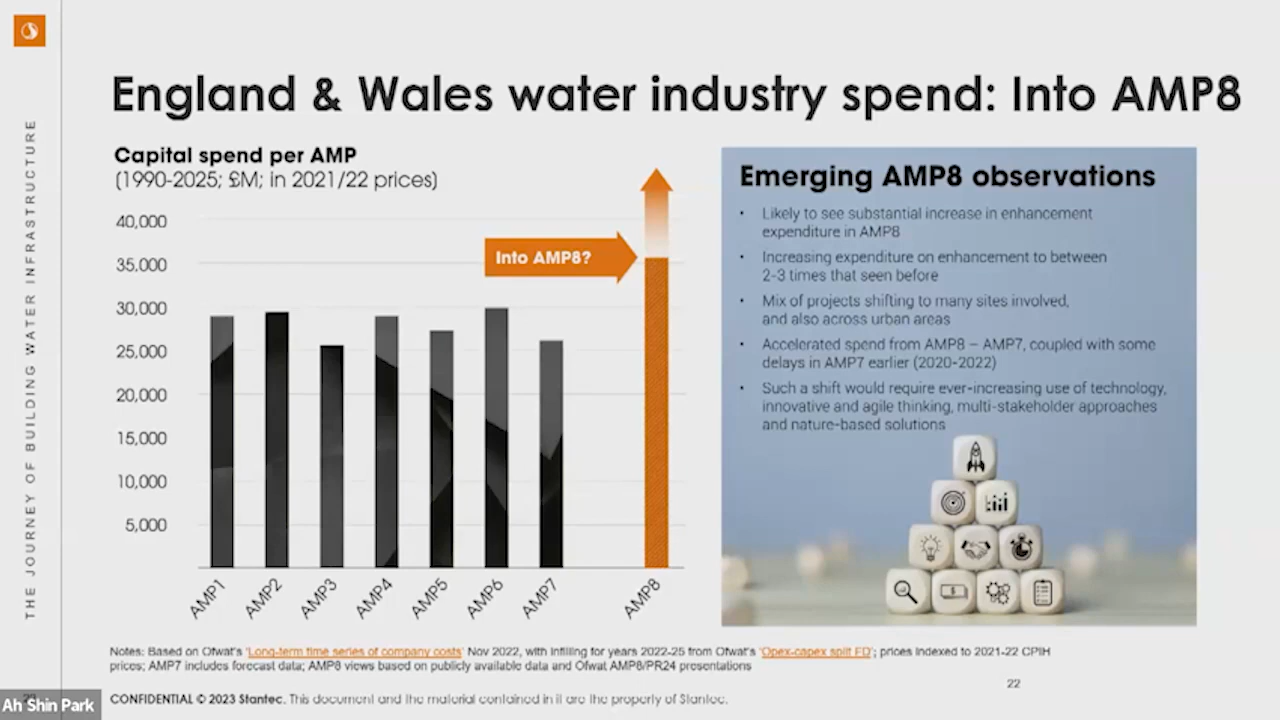 England & Wales water industry spend: Into AMP8
THE JOURNEY OF BUILDING WATER INFRASTRUCTURE
Capital spend per AMP
(1990-2025; £M; in 2021/22 prices)
40,000
35,000
30,000
25,000
20,000
15,000
10,000
5,000
Into AMP8?
AMP1
AMP2
AMP3
AMP4
AMP5
AMP6
AMP7
AMP8
Emerging AMP8 observations
• Likely to see substantial increase in enhancement
expenditure in AMP8
• Increasing expenditure on enhancement to between
2-3 times that seen before
• Mix of projects shifting to many sites involved,
and also across urban areas
• Accelerated spend from AMP8 – AMP7, coupled with some
delays in AMP7 earlier (2020-2022)
• Such a shift would require ever-increasing use of technology,
innovative and agile thinking, multi-stakeholder approaches
and nature-based solutions
Notes: Based on Ofwat's 'Long-term time series of company costs' Nov 2022, with infilling for years 2022-25 from Ofwat's 'Opex-capex split FD'; prices indexed to 2021-22 CPIH
prices; AMP7 includes forecast data; AMP8 views based on publicly available data and Ofwat AMP8/PR24 presentations
22
CONFIDENTIAL © 2023 Stantec. This document and the material contained in it are the property of Stantec.
Ah Shin Park